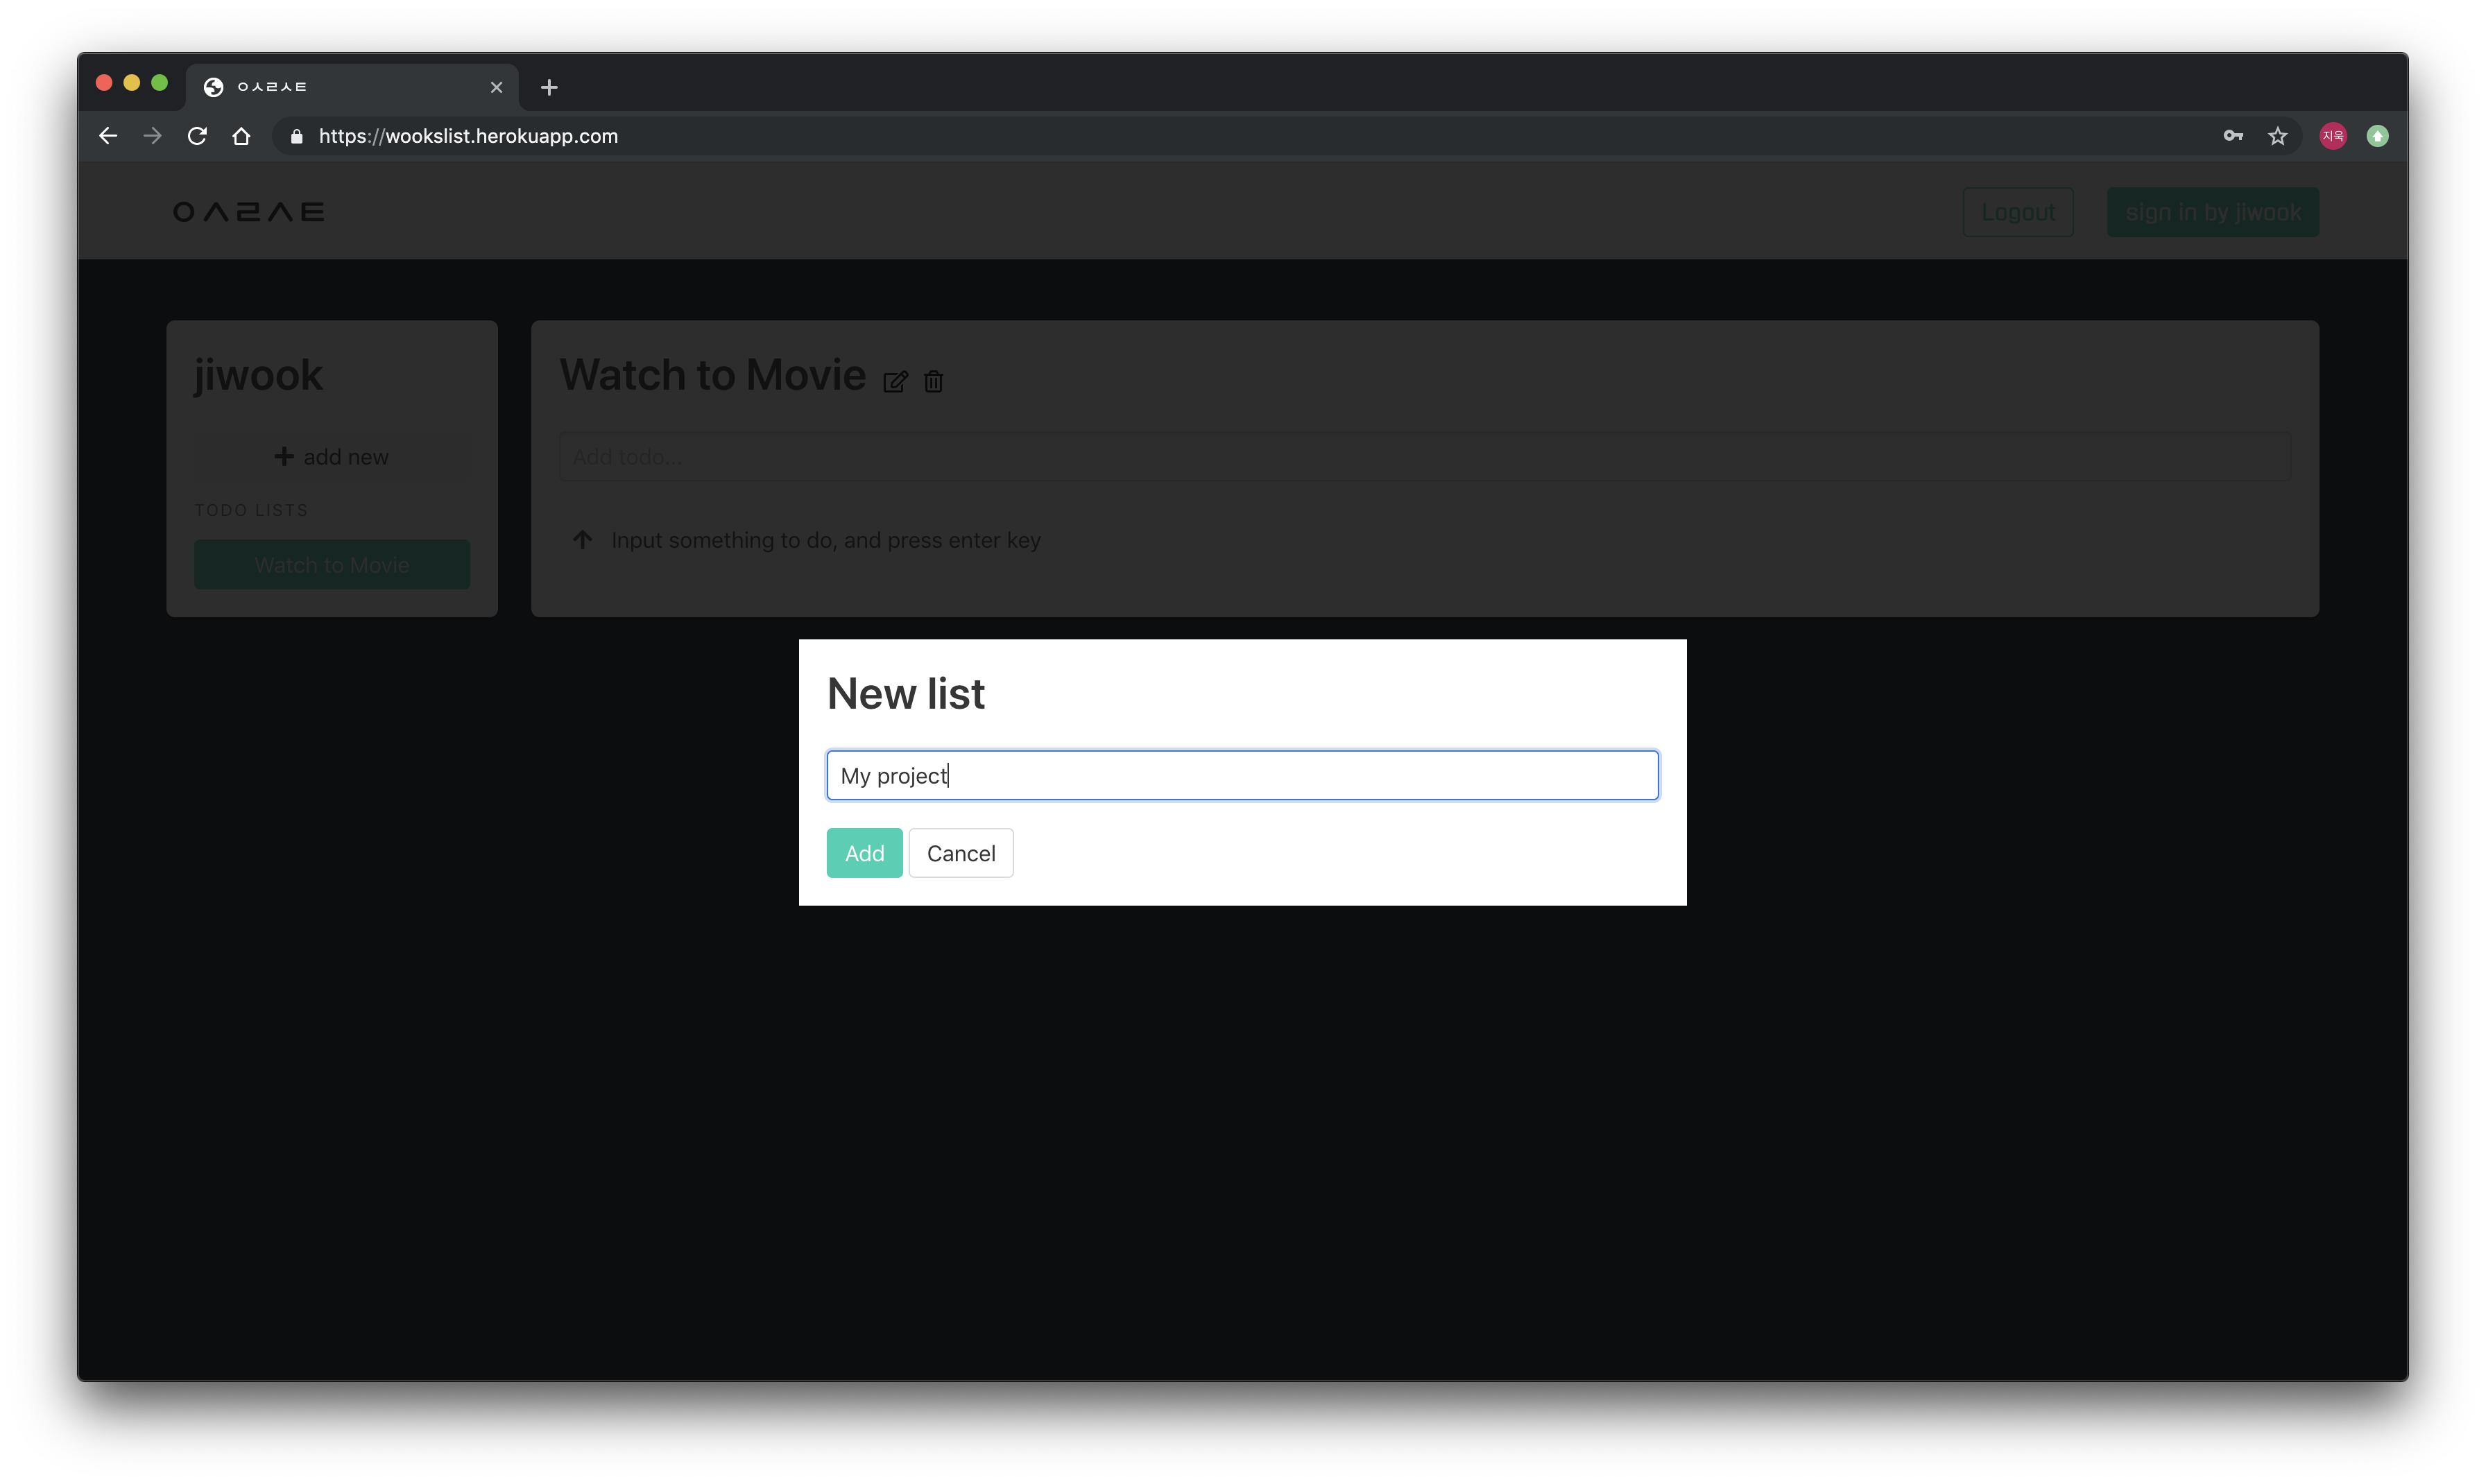 ㅇㅅㄹㅅㅌ
https://wookslist.herokuapp.com
지욱
ㅇㅅㄹㅅㅌ
Logout
sign in by jiwook
jiwook
add new
TODO LISTS
Watch to Movie
Watch to Movie
Add todo...
Input something to do, and press enter key
New list
My project
Add
Cancel